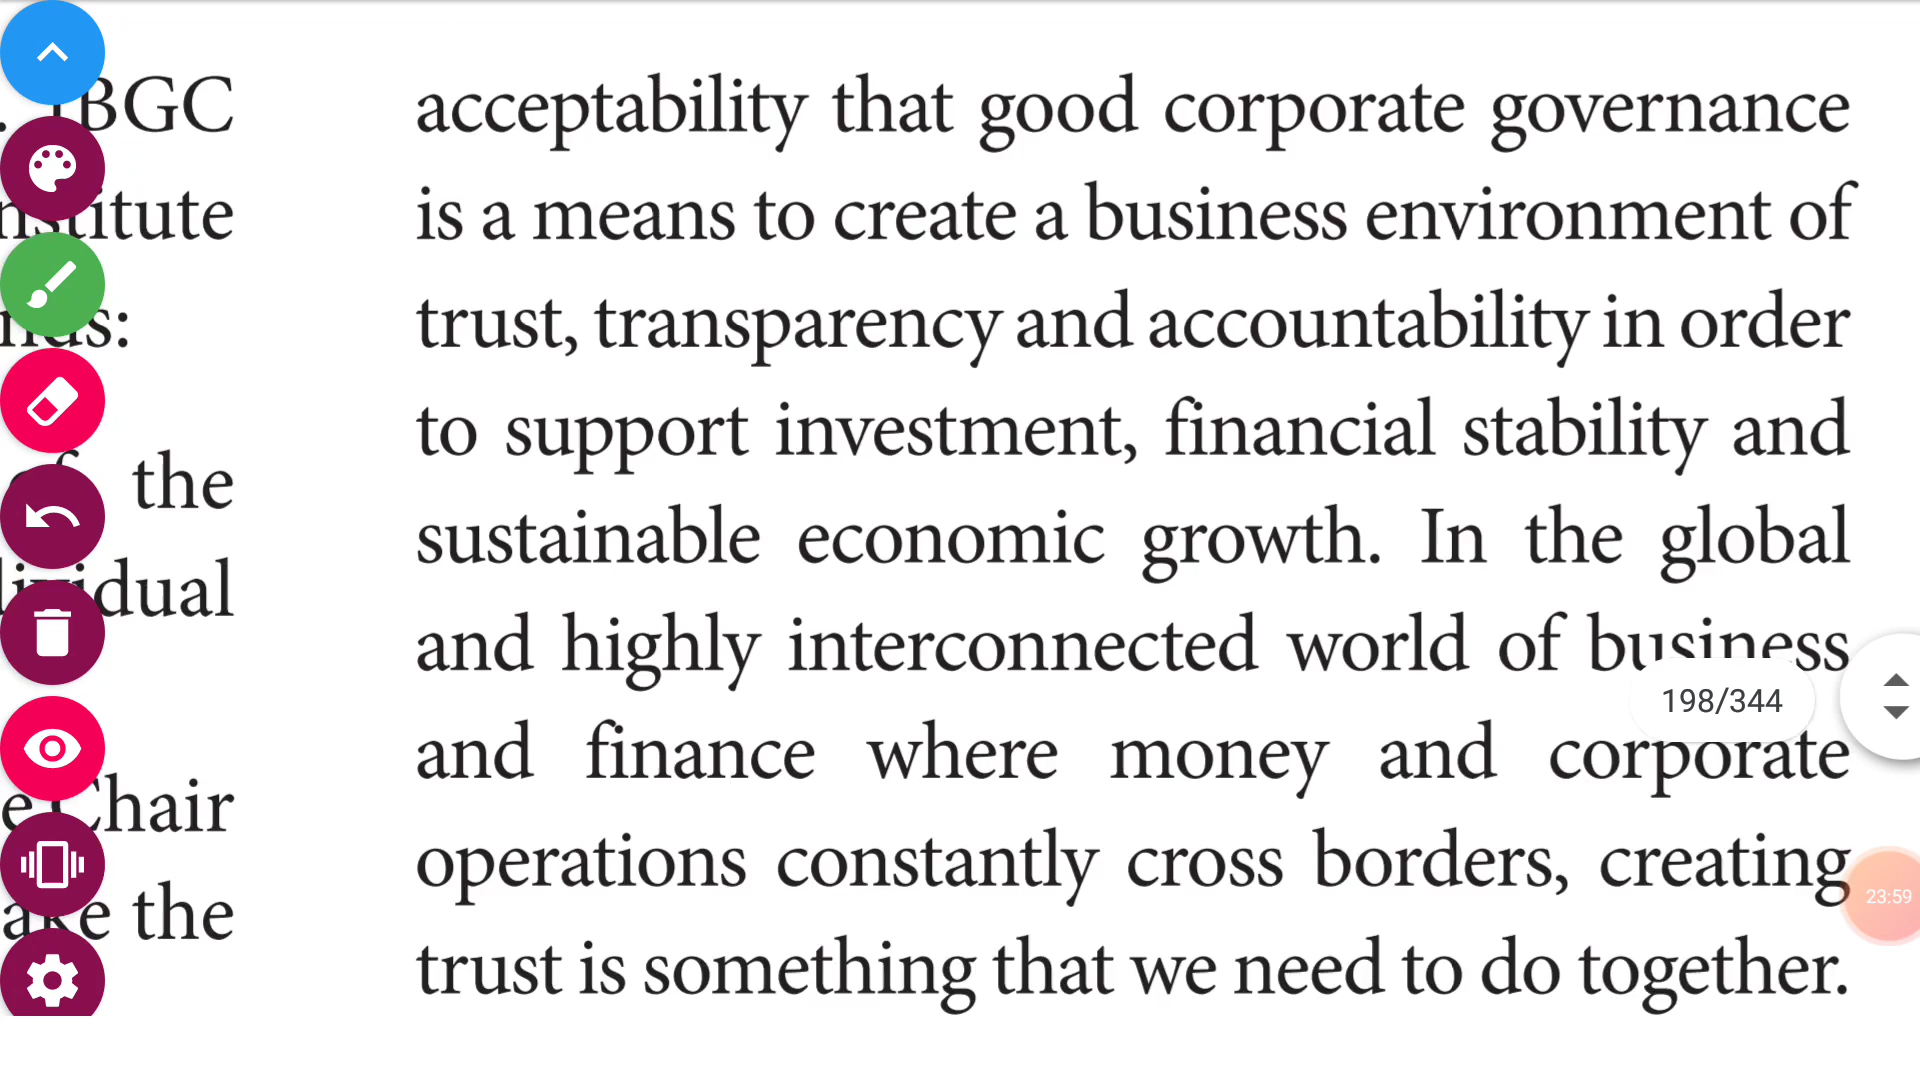 BGC
the
dual
Chair
the
acceptability that good corporate governance
is a means to create a business environment of
trust, transparency and accountability in order
to support investment, financial stability and
sustainable economic growth. In the global
and highly interconnected world of business
and finance where money and corporate
operations constantly cross borders, creating
trust is something that we need to do together.
198/344
23:59